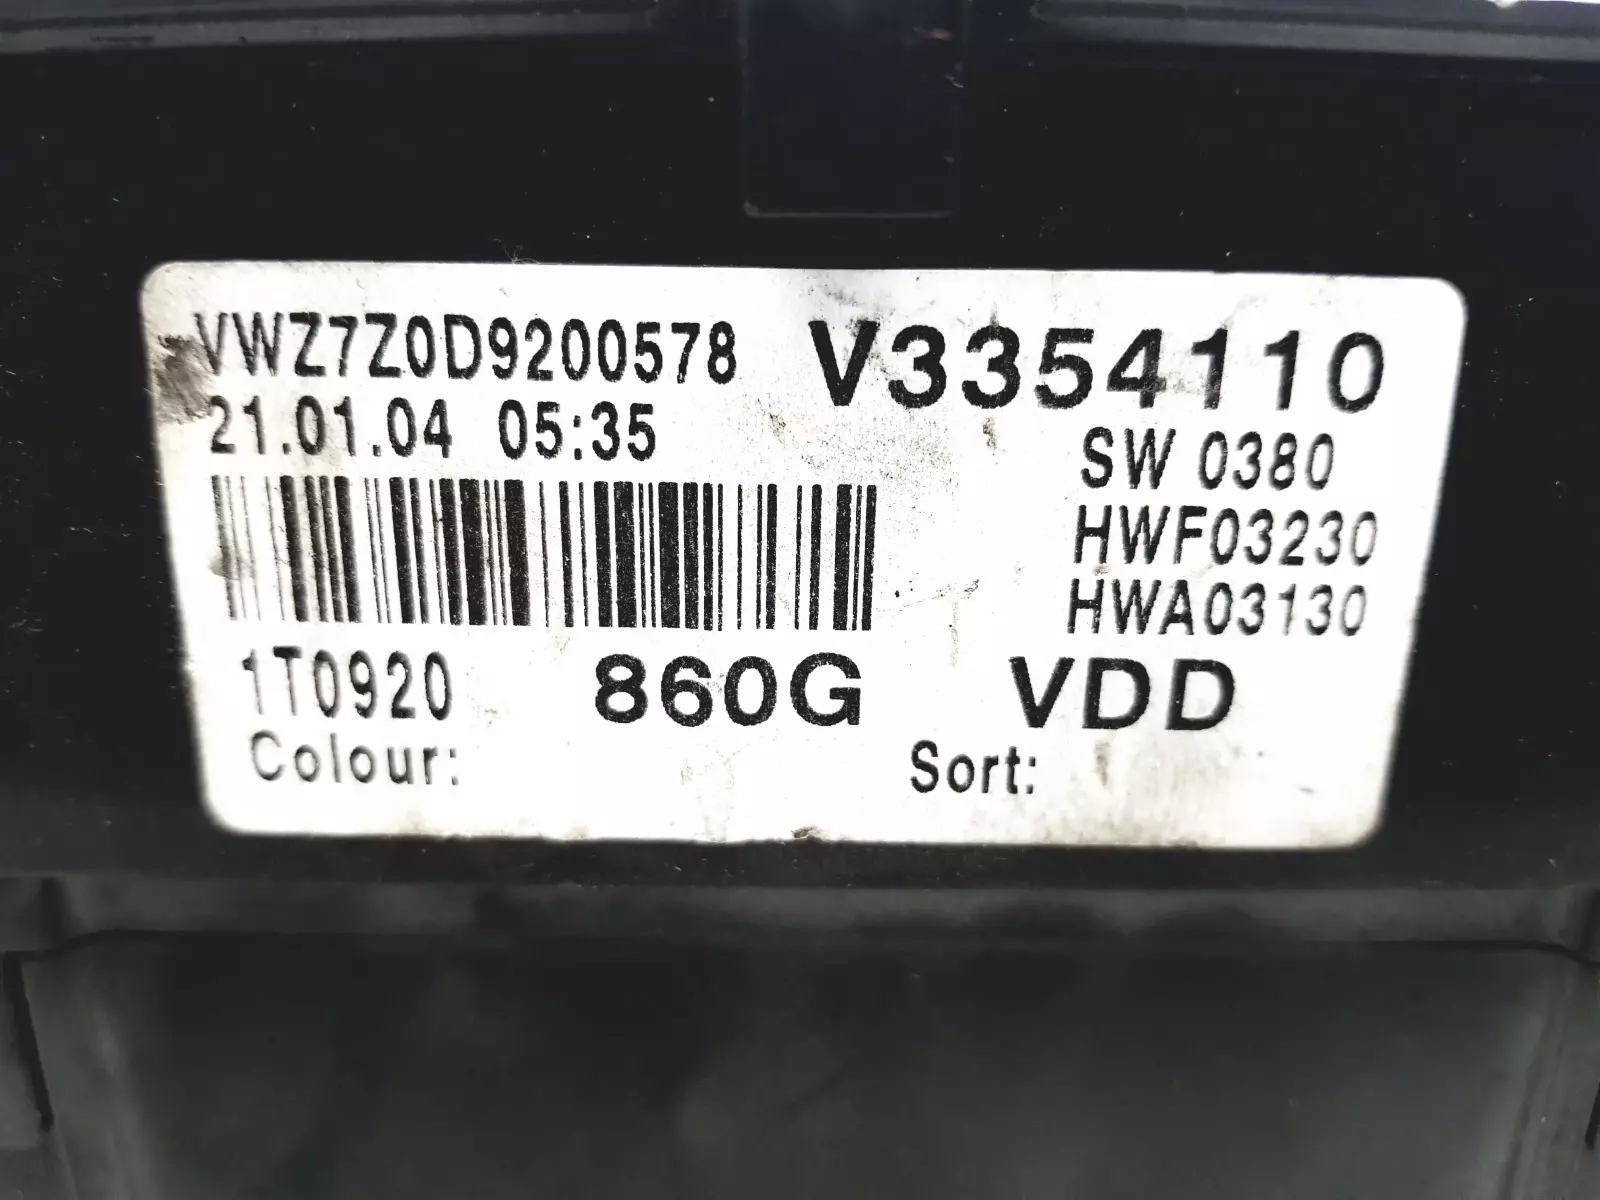 VWZ7Z0D9200578 V3354110
21.01.04 05:35 SW 0380
HWF03230
HWA03130
1T0920 860G VDD
Colour: Sort: